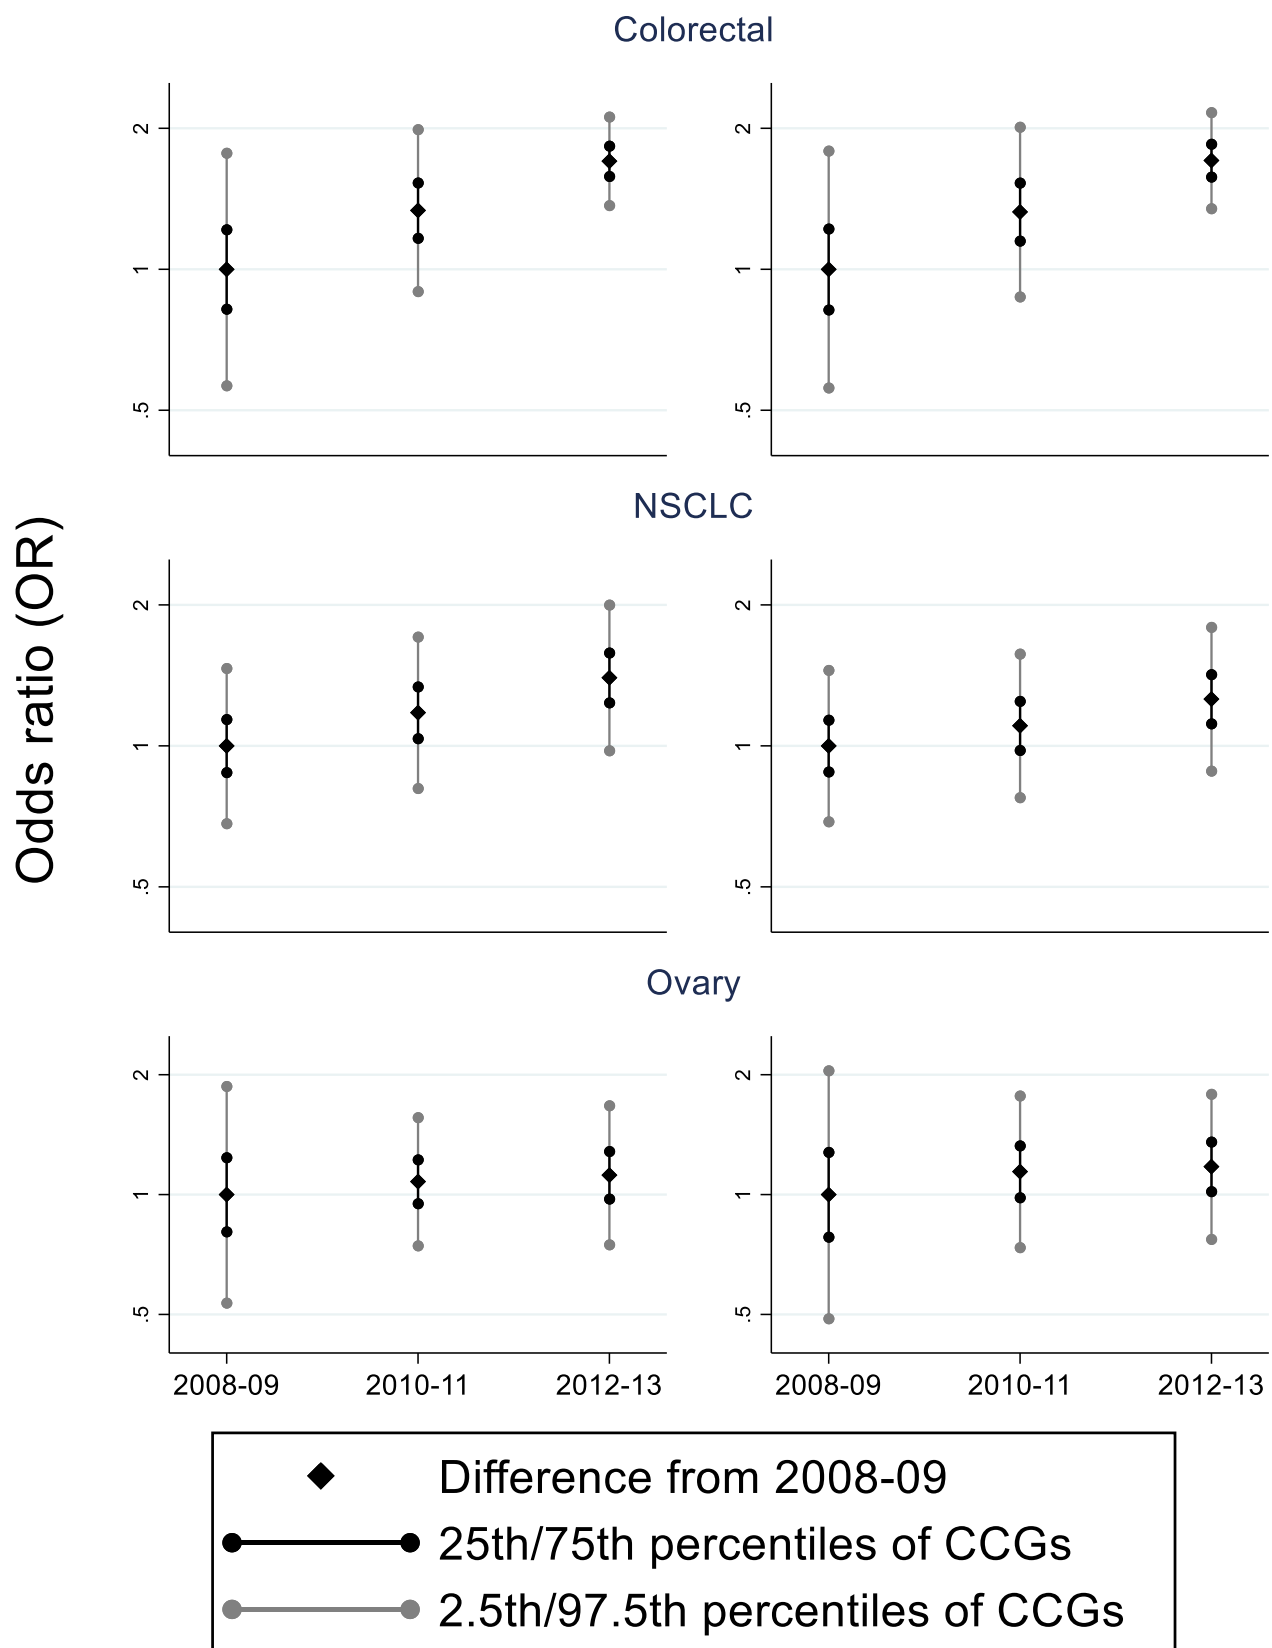 Colorectal
2
1
.5
2
1
.5
NSCLC
Odds ratio (OR)
2
1
.5
2
1
.5
Ovary
2
1
.5
2
1
.5
2008-09 2010-11 2012-13 2008-09 2010-11 2012-13
Difference from 2008-09
25th/75th percentiles of CCGs
2.5th/97.5th percentiles of CCGs